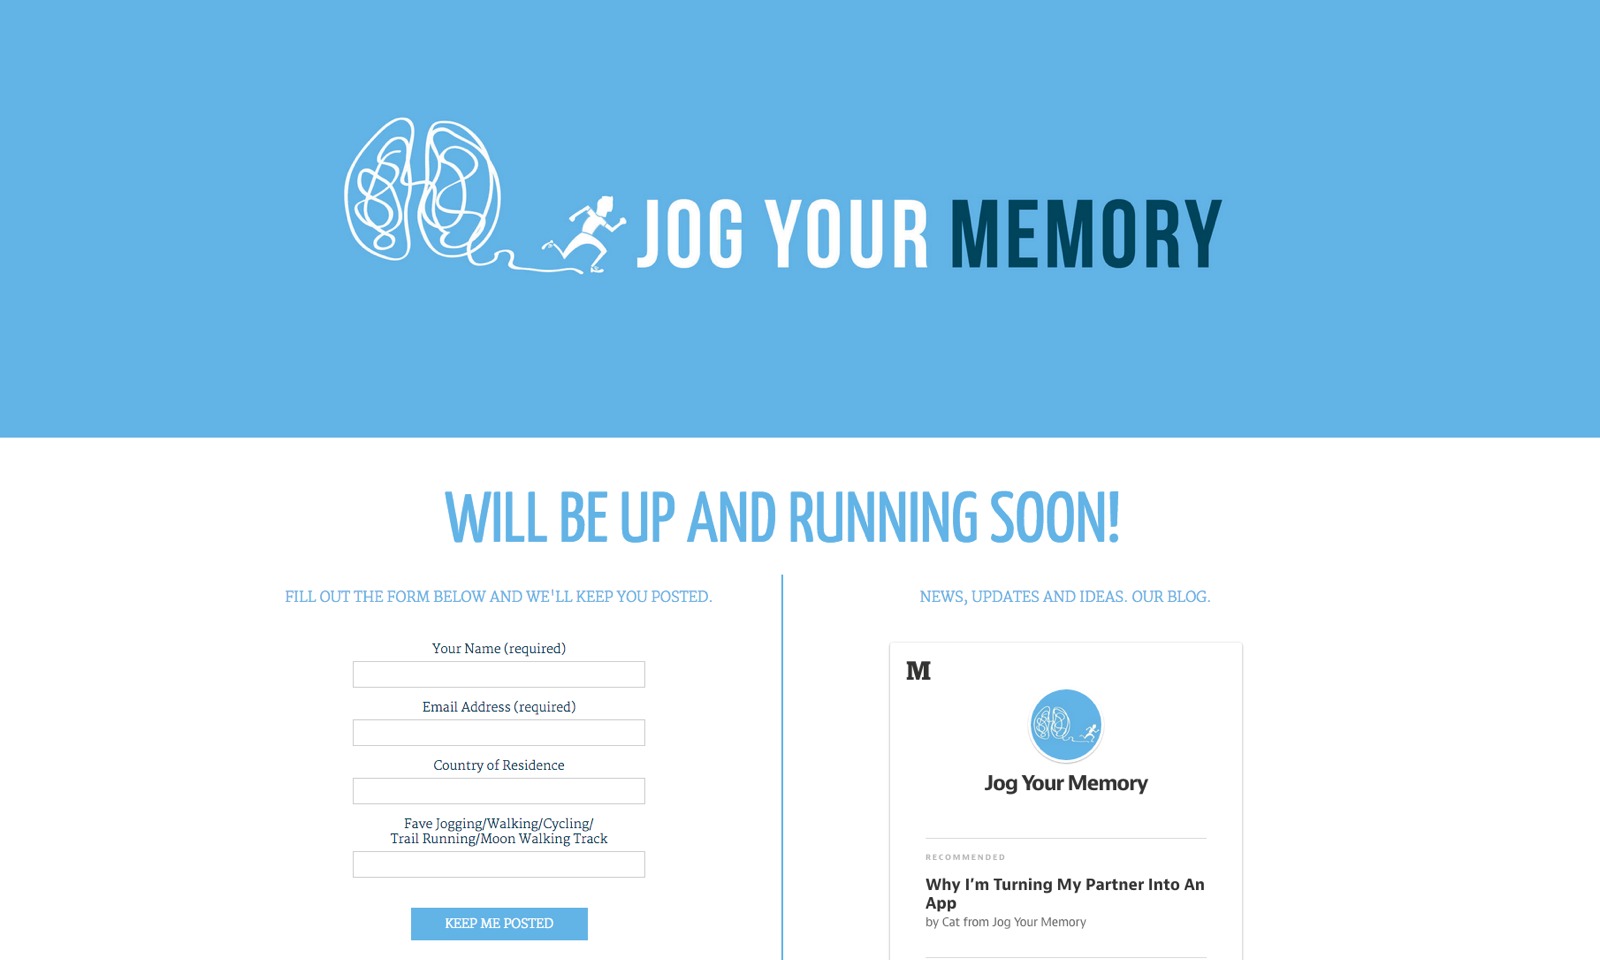 JOG YOUR MEMORY
WILL BE UP AND RUNNING SOON!
FILL OUT THE FORM BELOW AND WE'LL KEEP YOU POSTED.
Your Name (required)
Email Address (required)
Country of Residence
Fave Jogging/Walking/Cycling/
Trail Running/Moon Walking Track
KEEP ME POSTED
NEWS, UPDATES AND IDEAS. OUR BLOG.
M
Jog Your Memory
RECOMMENDED
Why I’m Turning My Partner Into An
App
by Cat from Jog Your Memory